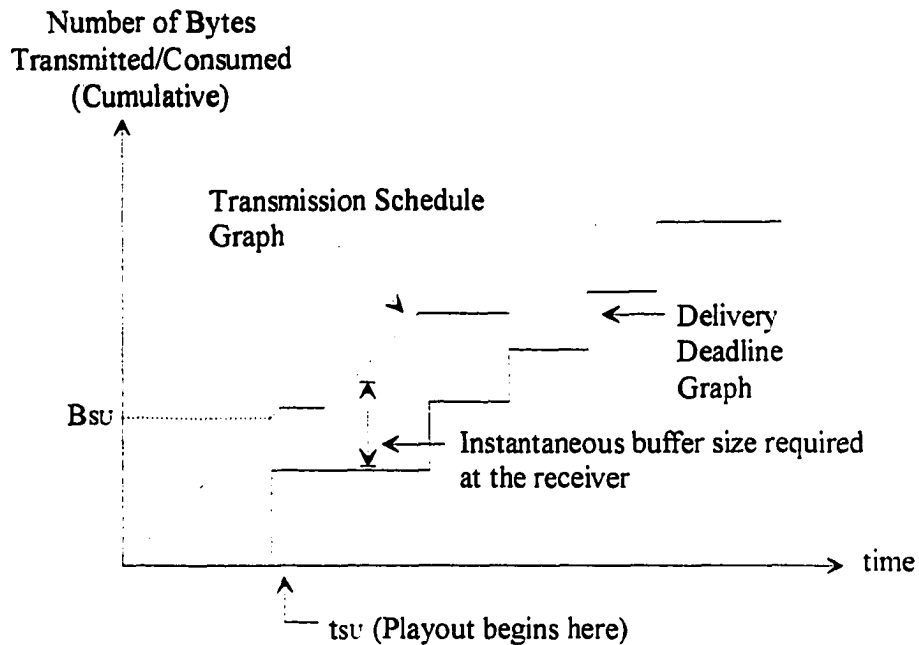 Number of Bytes
Transmitted/Consumed
(Cumulative)
Transmission Schedule
Graph
Delivery
Deadline
Graph
BSU
Instantaneous buffer size required
at the receiver
time
tSU (Playout begins here)